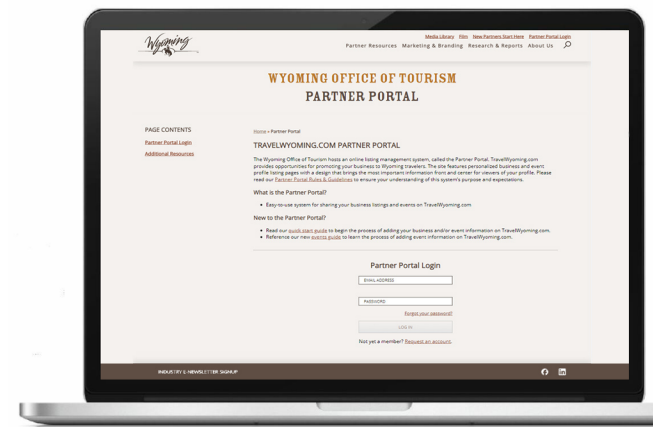 Media Library Film New Partners Start Here Partner Portal Login
Wyoming
Partner Resources Marketing & Branding Research & Reports About Us
WYOMING OFFICE OF TOURISM
PARTNER PORTAL
PAGE CONTENTS
Partner Portal Login
Additional Resources
Home » Partner Portal
TRAVELWYOMING.COM PARTNER PORTAL
The Wyoming Office of Tourism hosts an online listing management system, called the Partner Portal. TravelWyoming.com
provides opportunities for promoting your business to Wyoming travelers. The site features personalized business and event
profile listing pages with a design that brings the most important information front and center for viewers of your profile. Please
read our Partner Portal Rules & Guidelines to ensure your understanding of this system's purpose and expectations.
What is the Partner Portal?
• Easy-to-use system for sharing your business listings and events on TravelWyoming.com
New to the Partner Portal?
• Read our quick start guide to begin the process of adding your business and/or event information on TravelWyoming.com.
• Reference our new events guide to learn the process of adding event information on TravelWyoming.com.
Partner Portal Login
EMAIL ADDRESS
PASSWORD
Forgot your password?
LOG IN
Not yet a member? Request an account.
INDUSTRY E-NEWSLETTER SIGNUP
in